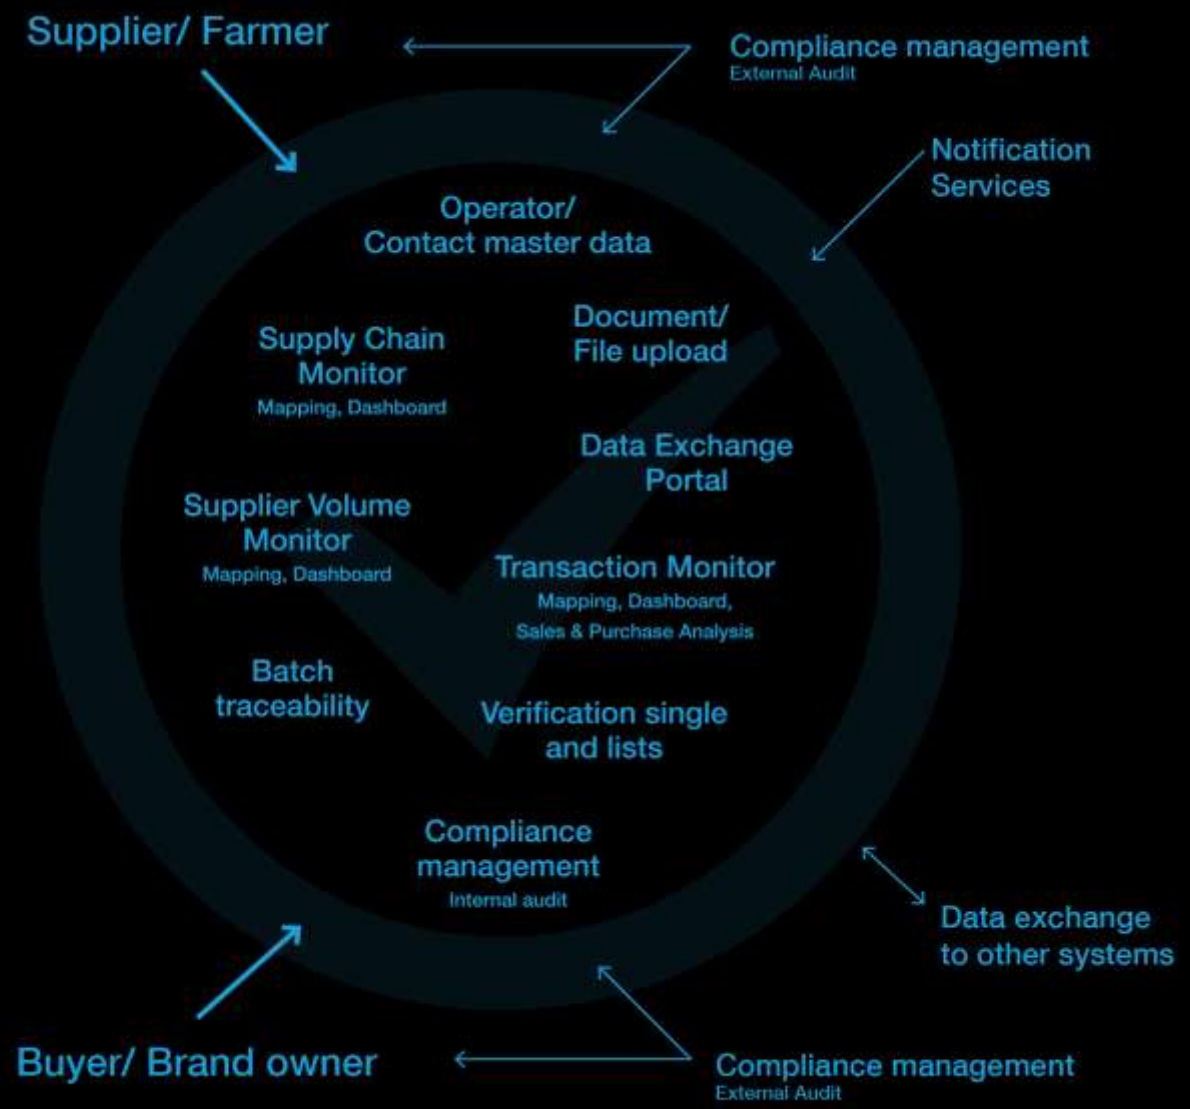 Supplier/ Farmer
Compliance management
External Audit
Notification
Services
Operator/
Contact master data
Document/
File upload
Supply Chain
Monitor
Mapping, Dashboard
Data Exchange
Portal
Supplier Volume
Monitor
Mapping, Dashboard
Transaction Monitor
Mapping, Dashboard,
Sales & Purchase Analysis
Batch
traceability
Verification single
and lists
Compliance
management
Internal audit
Data exchange
to other systems
Buyer/ Brand owner
Compliance management
External Audit